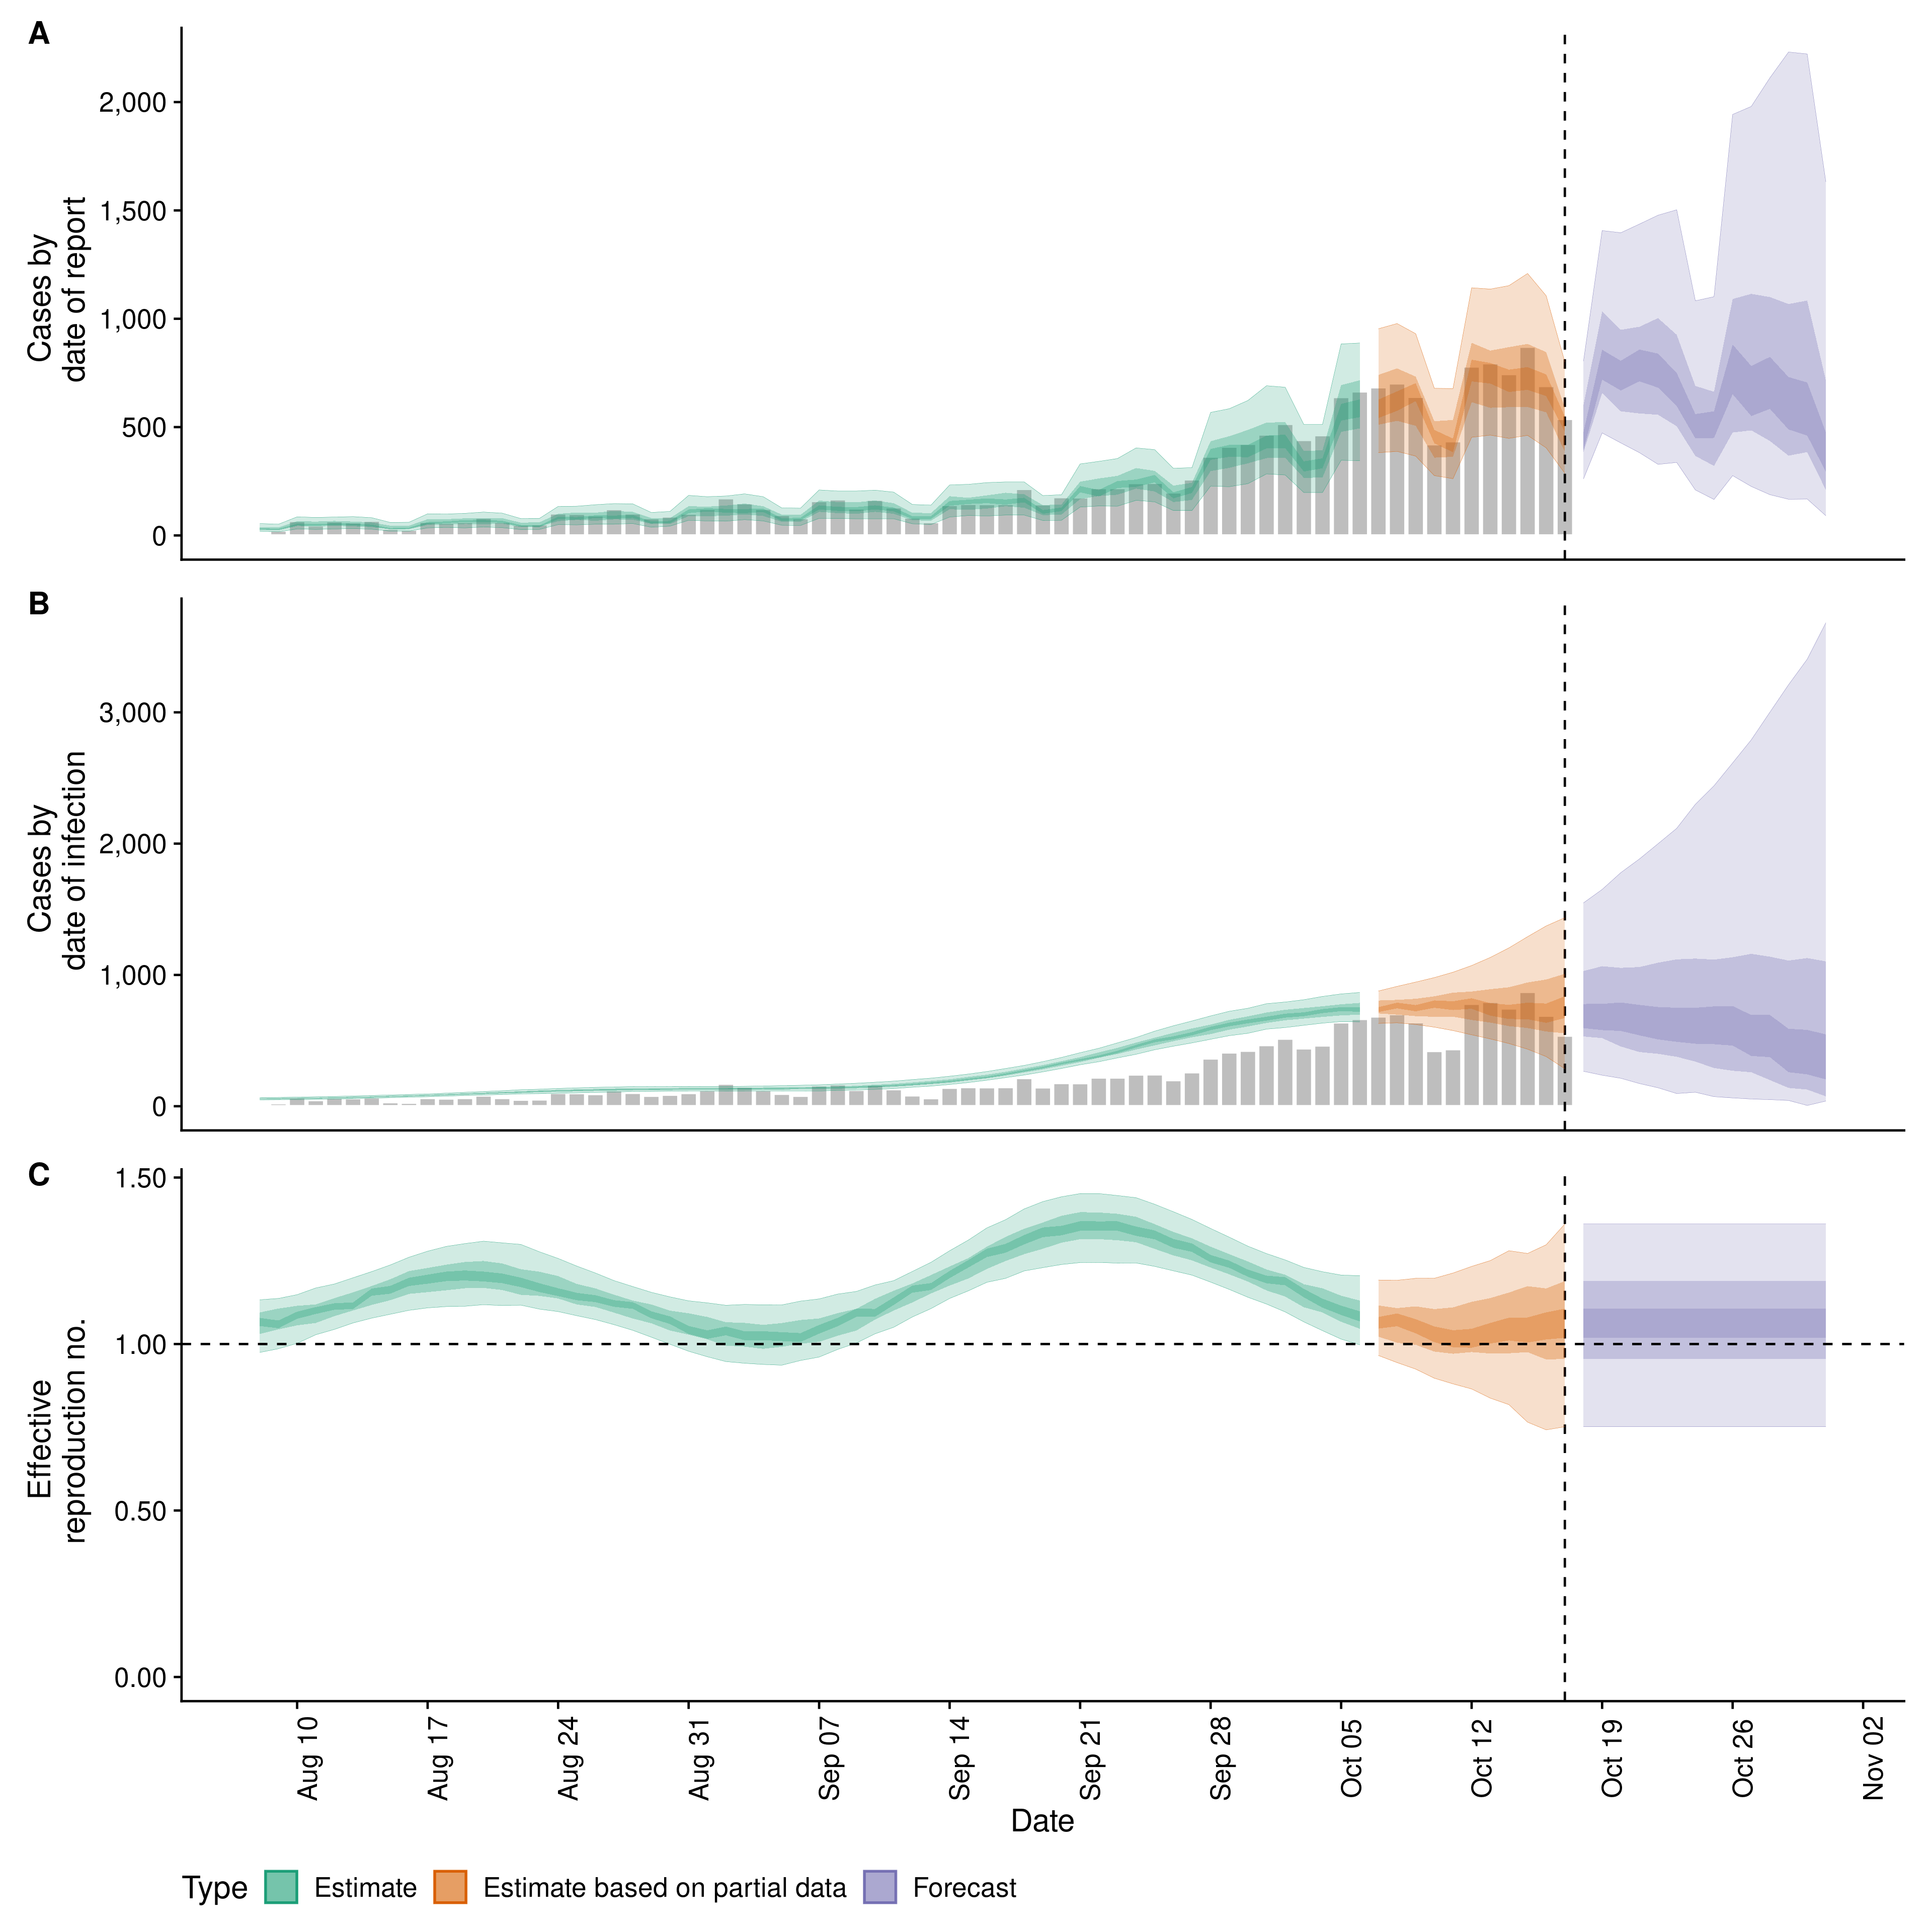 A
Cases by
date of report
2,000
1,500
1,000
500
0
B
Cases by
date of infection
3,000
2,000
1,000
0
C
Effective
reproduction no.
1.50
1.00
0.50
0.00
Aug 10
Aug 17
Aug 24
Aug 31
Sep 07
Sep 14
Sep 21
Sep 28
Oct 05
Oct 12
Oct 19
Oct 26
Nov 02
Date
Type Estimate Estimate based on partial data Forecast